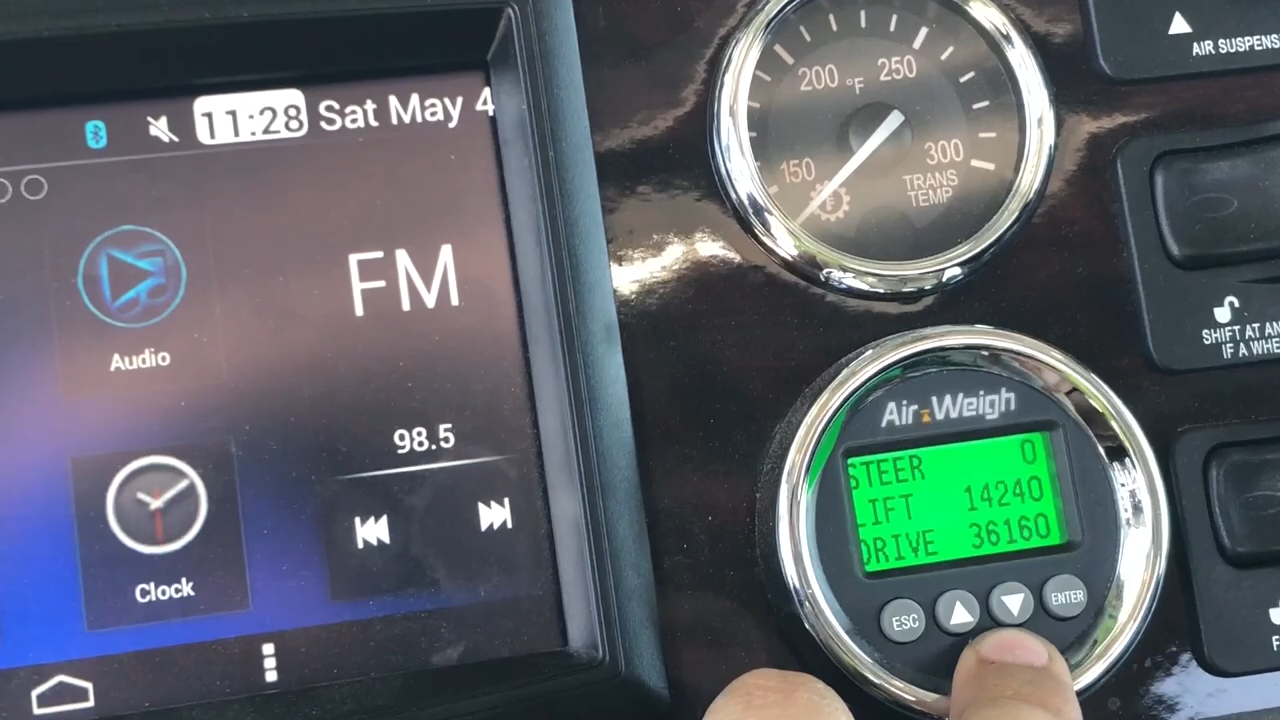 11:28 Sat May 4
Audio
FM
98.5
Clock
200 °F 250
150 300
F
TRANS
TEMP
AIR SUSPENS
SHIFT AT AN
IF A WHE
Air-Weigh
STEER 0
LIFT 14240
DRIVE 36160
ESC
ENTER
F